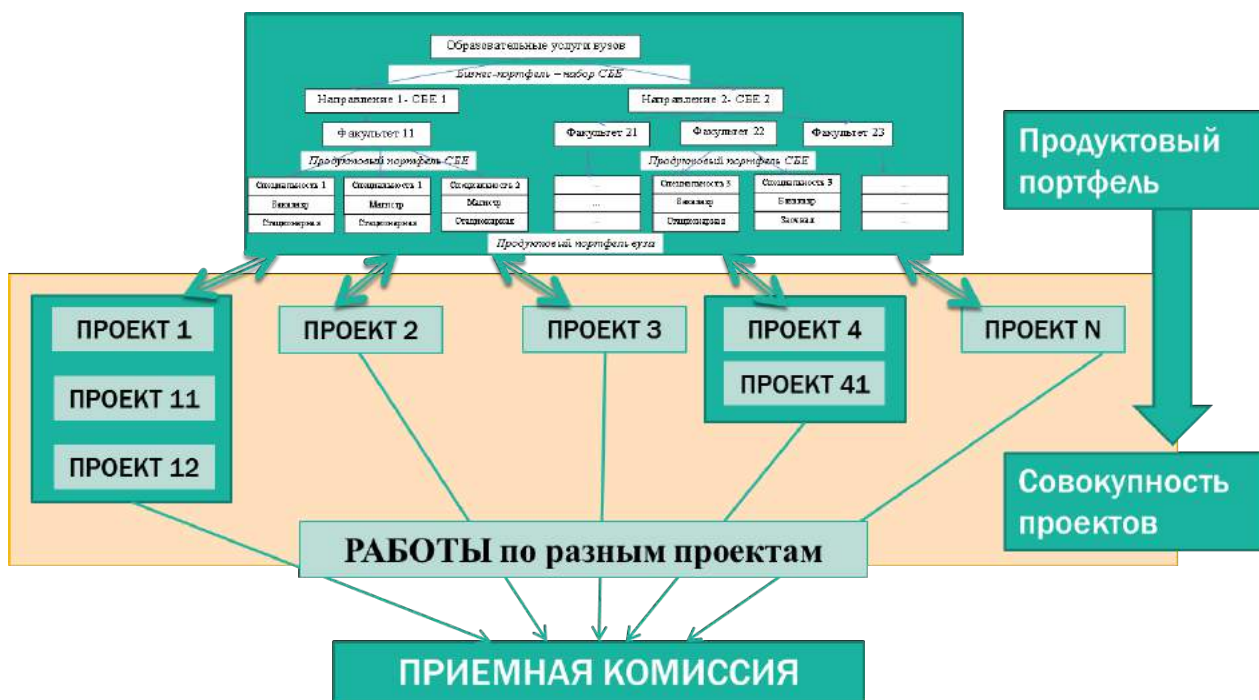 Образовательные услуги вузов
Бизнес-портфель – набор СБЕ
Направление 1- СБЕ 1
Направление 2- СБЕ 2
Факультет 11
Факультет 21
Факультет 22
Факультет 23
Продуктовый портфель СБЕ
Продуктовый портфель СБЕ
Специальность 1
Специальность 1
Специальность 2
...
Специальность 3
Специальность 3
...
Бакалавр
Магистр
Магистр
...
Бакалавр
Бакалавр
...
Стационарная
Стационарная
Стационарная
...
Стационарная
Заочная
...
Продуктовый портфель вуза
Продуктовый
портфель
ПРОЕКТ 1
ПРОЕКТ 2
ПРОЕКТ 3
ПРОЕКТ 4
ПРОЕКТ N
ПРОЕКТ 11
ПРОЕКТ 41
ПРОЕКТ 12
Совокупность
проектов
РАБОТЫ по разным проектам
ПРИЕМНАЯ КОМИССИЯ